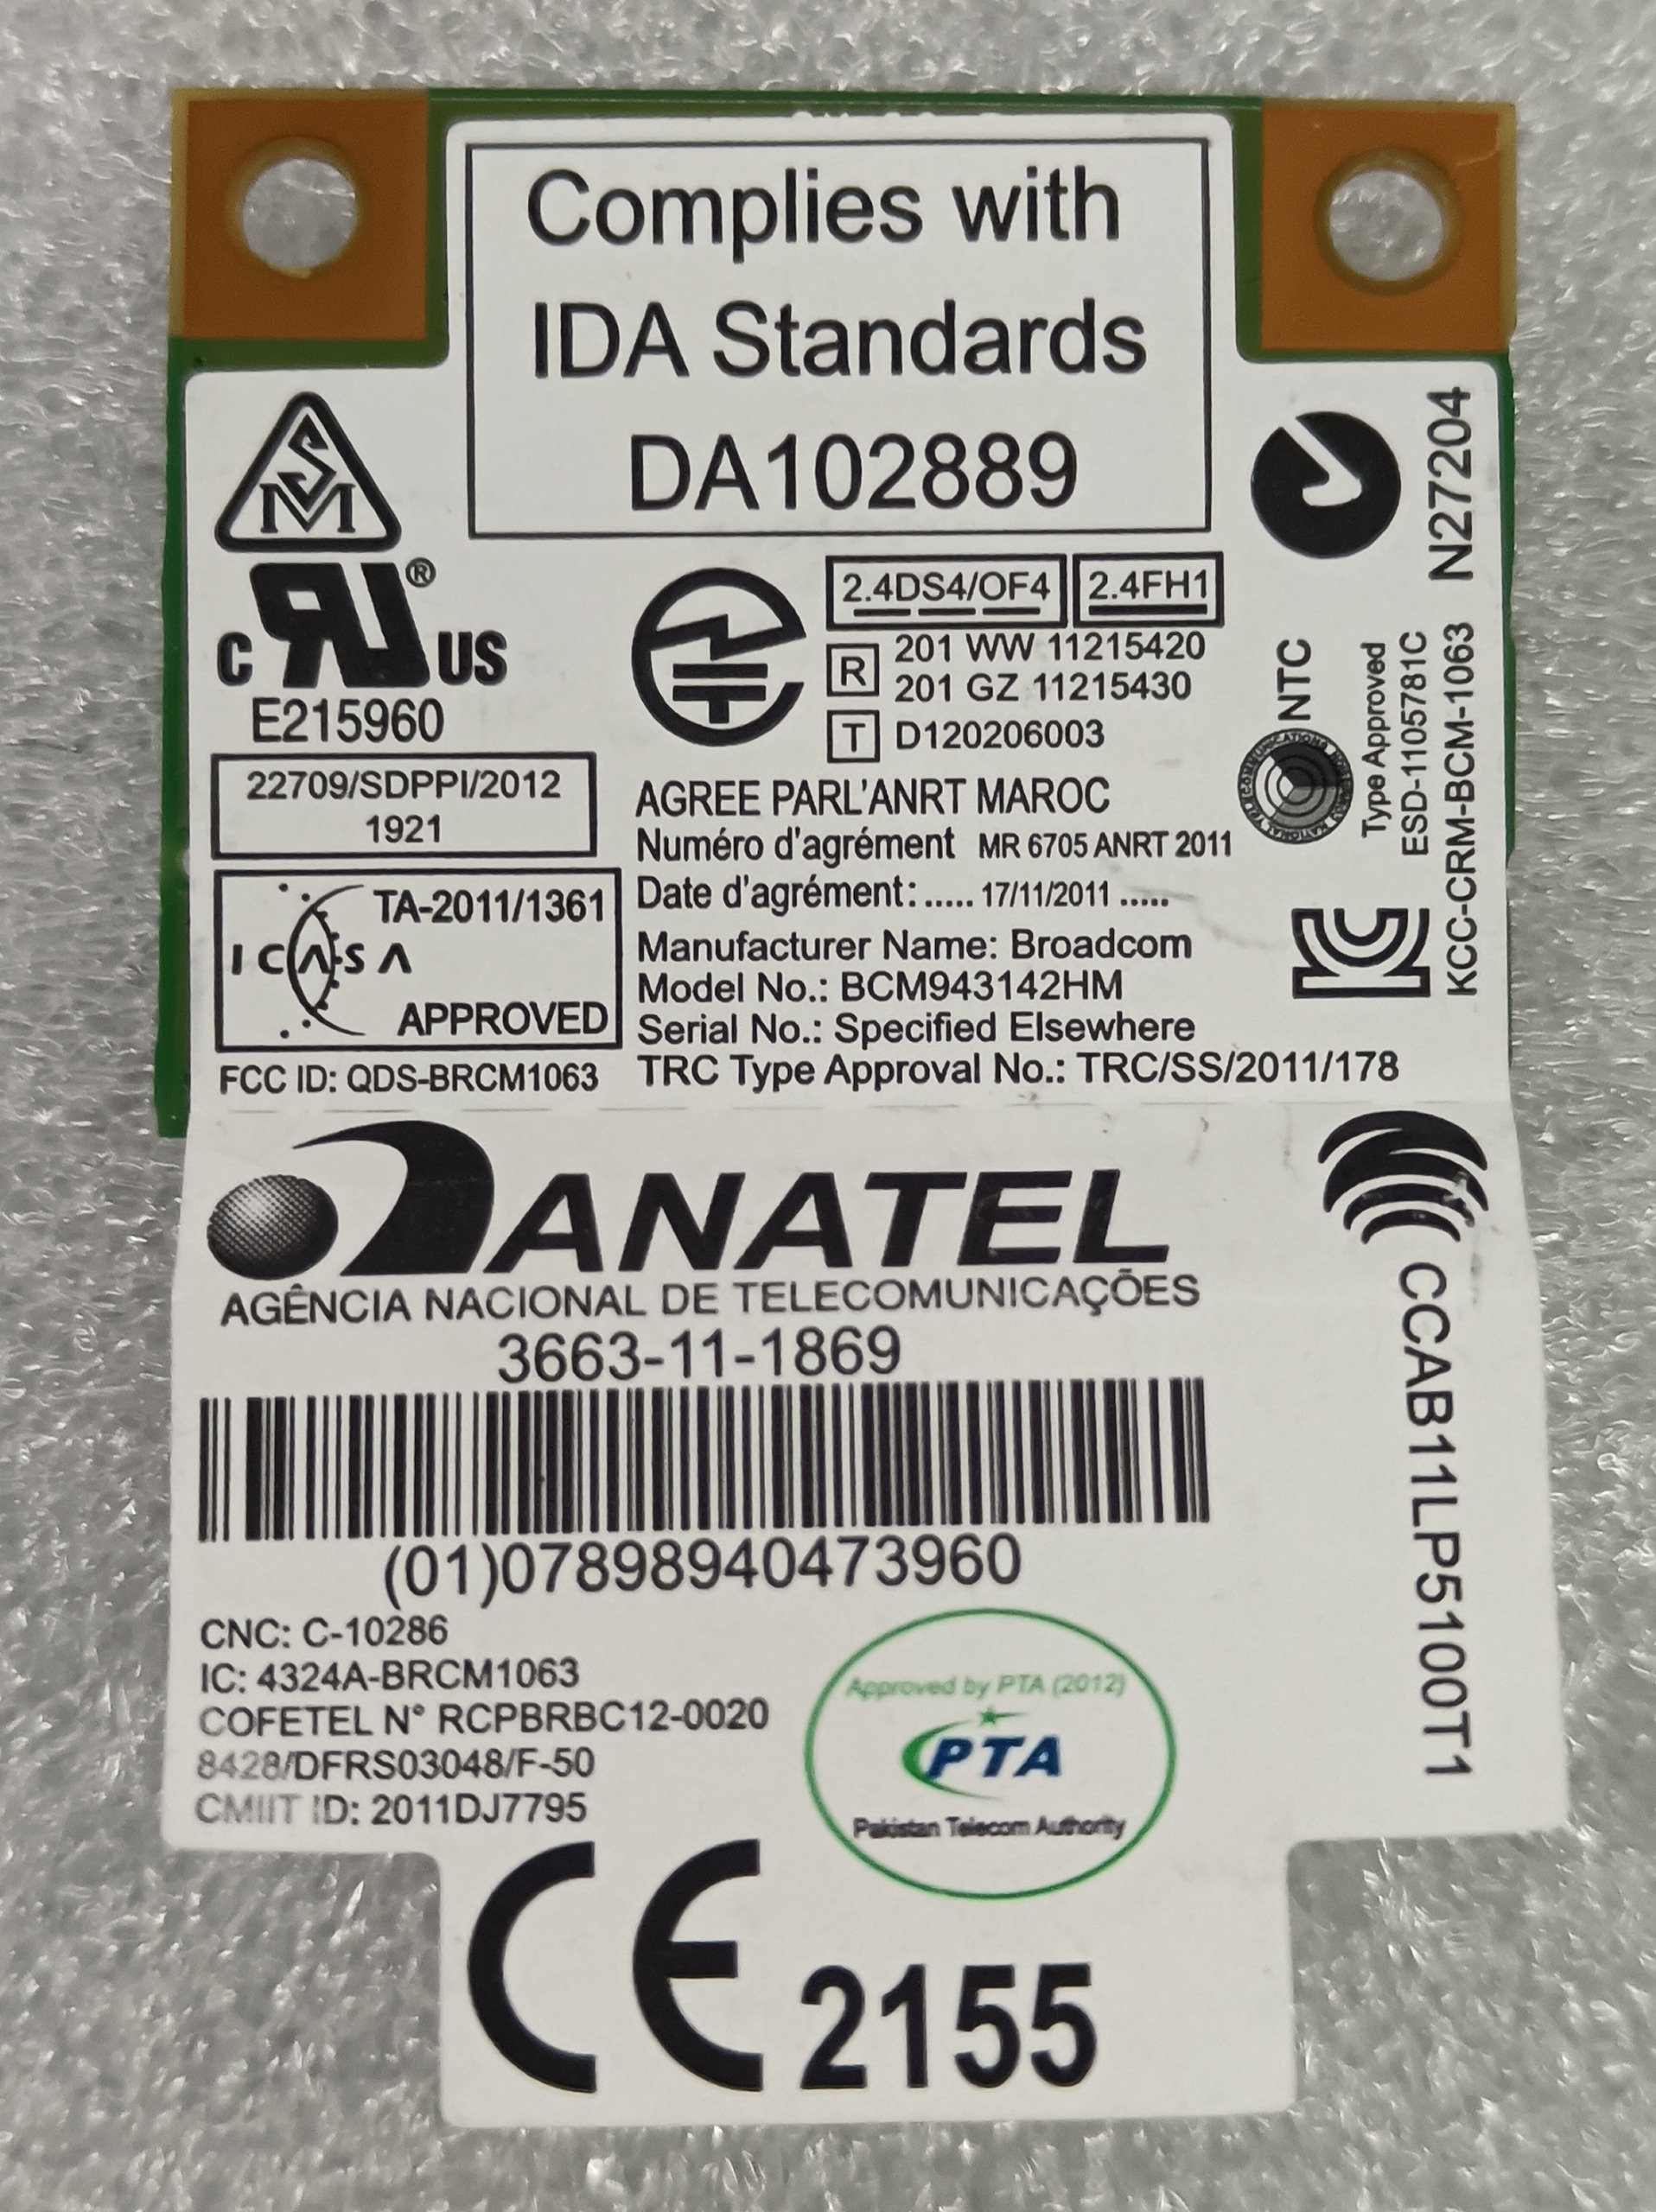 Complies with
IDA Standards
DA102889
SM
C RU® US
E215960
22709/SDPPI/2012
1921
ICASA
TA-2011/1361
APPROVED
FCC ID: QDS-BRCM1063
2.4DS4/OF4
2.4FH1
R 201 WW 11215420
201 GZ 11215430
T D120206003
AGREE PARL'ANRT MAROC
Numéro d'agrément MR 6705 ANRT 2011
Date d'agrément: ..... 17/11/2011 .....
Manufacturer Name: Broadcom
Model No.: BCM943142HM
Serial No.: Specified Elsewhere
TRC Type Approval No.: TRC/SS/2011/178
N27204
NTC
Type Approved
ESD-1105781C
KCC-CRM-BCM-1063
ANATEL
AGÊNCIA NACIONAL DE TELECOMUNICAÇÕES
3663-11-1869
(01)07898940473960
CCAB11LP5100T1
CNC: C-10286
IC: 4324A-BRCM1063
COFETEL N° RCPBRBC12-0020
8428/DFRS03048/F-50
CMIIT ID: 2011DJ7795
Approved by PTA (2012)
PTA
Pakistan Telecom Authority
CE 2155